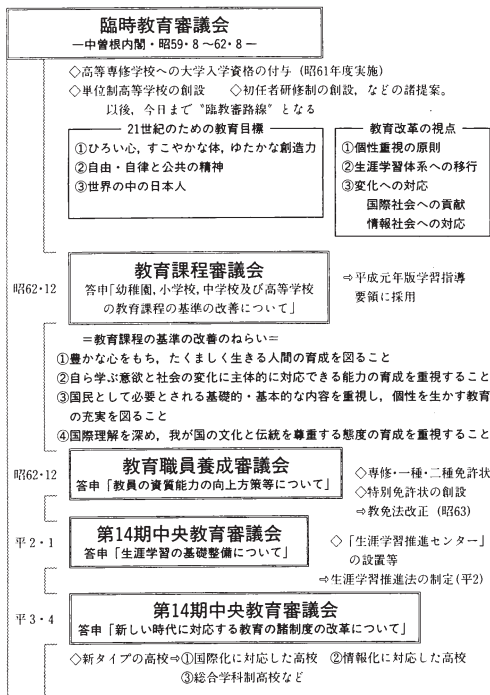 臨時教育審議会
―中曽根内閣・昭59・8～62・8―
◇高等専修学校への大学入学資格の付与（昭61年度実施）
◇単位制高等学校の創設　◇初任者研修制の創設，などの諸提案。
以後，今日まで〝臨教審路線〟となる
21世紀のための教育目標
①ひろい心，すこやかな体，ゆたかな創造力
②自由・自律と公共の精神
③世界の中の日本人
教育改革の視点
①個性重視の原則
②生涯学習体系への移行
③変化への対応
国際社会への貢献
情報社会への対応
昭62・12
教育課程審議会
答申「幼稚園，小学校，中学校及び高等学校
の教育課程の基準の改善について」
⇨平成元年版学習指導
要領に採用
＝教育課程の基準の改善のねらい＝
①豊かな心をもち，たくましく生きる人間の育成を図ること
②自ら学ぶ意欲と社会の変化に主体的に対応できる能力の育成を重視すること
③国民として必要とされる基礎的・基本的な内容を重視し，個性を生かす教育
の充実を図ること
④国際理解を深め，我が国の文化と伝統を尊重する態度の育成を重視すること
昭62・12
教育職員養成審議会
答申「教員の資質能力の向上方策等について」
◇専修・一種・二種免許状
◇特別免許状の創設
⇨教免法改正（昭63）
平2・1
第14期中央教育審議会
答申「生涯学習の基礎整備について」
◇「生涯学習推進センター」
の設置等
⇨生涯学習推進法の制定(平2)
平3・4
第14期中央教育審議会
答申「新しい時代に対応する教育の諸制度の改革について」
◇新タイプの高校⇨①国際化に対応した高校　②情報化に対応した高校
③総合学科制高校など